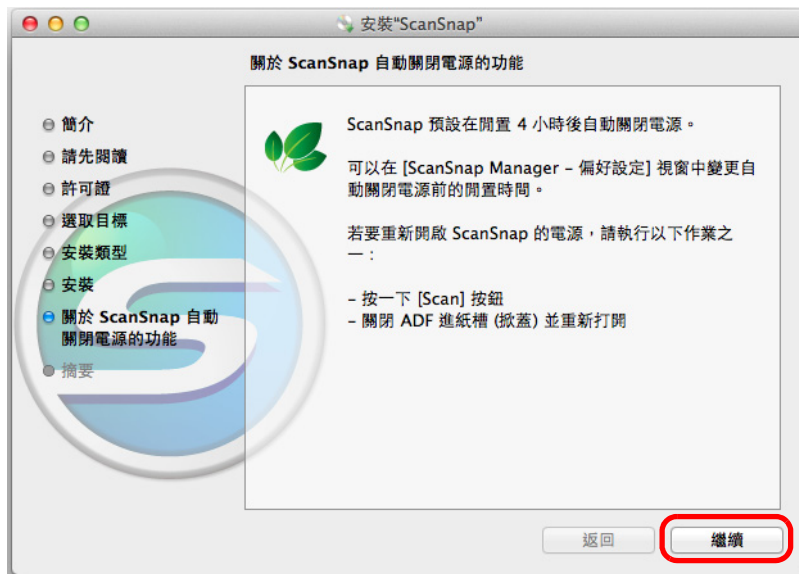 安裝“ScanSnap”
關於 ScanSnap 自動關閉電源的功能
簡介
請先閱讀
許可證
選取目標
安裝類型
安裝
關於 ScanSnap 自動
關閉電源的功能
摘要
ScanSnap 預設在閒置 4 小時後自動關閉電源。
可以在 [ScanSnap Manager – 偏好設定] 視窗中變更自
動關閉電源前的閒置時間。
若要重新開啟 ScanSnap 的電源，請執行以下作業之
一：
– 按一下 [Scan] 按鈕
– 關閉 ADF 進紙槽 (掀蓋) 並重新打開
返回
繼續